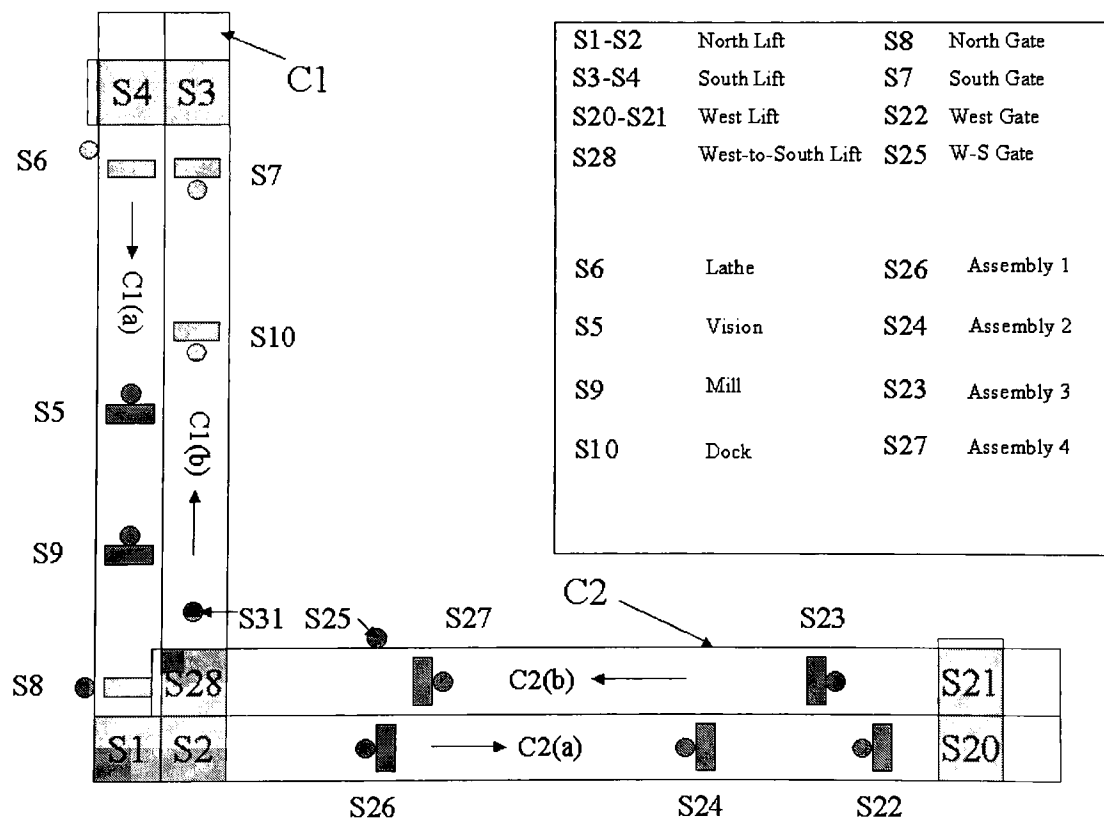 S1-S2 North Lift S8 North Gate
S3-S4 South Lift S7 South Gate
S20-S21 West Lift S22 West Gate
S28 West-to-South Lift S25 W-S Gate
S6 Lathe S26 Assembly 1
S5 Vision S24 Assembly 2
S9 Mill S23 Assembly 3
S10 Dock S27 Assembly 4
C1
S4 S3
S6
S7
C1(a)
S10
S5
C1(b)
S9
C2
S31 S25 S27 S23
S8
S28
C2(b)
S21
S1 S2
C2(a)
S20
S26 S24 S22